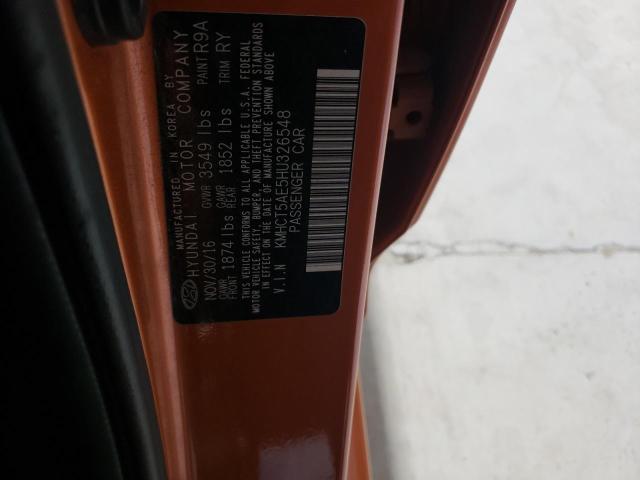 MANUFACTURED IN KOREA BY
HYUNDAI MOTOR COMPANY
NOV/30/16 GVWR 3549 lbs PAINT R9A
GAWR FRONT 1874 lbs GAWR REAR 1852 lbs TRIM RY
THIS VEHICLE CONFORMS TO ALL APPLICABLE U.S.A. FEDERAL
MOTOR VEHICLE SAFETY, BUMPER, AND THEFT PREVENTION STANDARDS
IN EFFECT ON THE DATE OF MANUFACTURE SHOWN ABOVE
V.I.N KMHCT5AE5HU326548
PASSENGER CAR